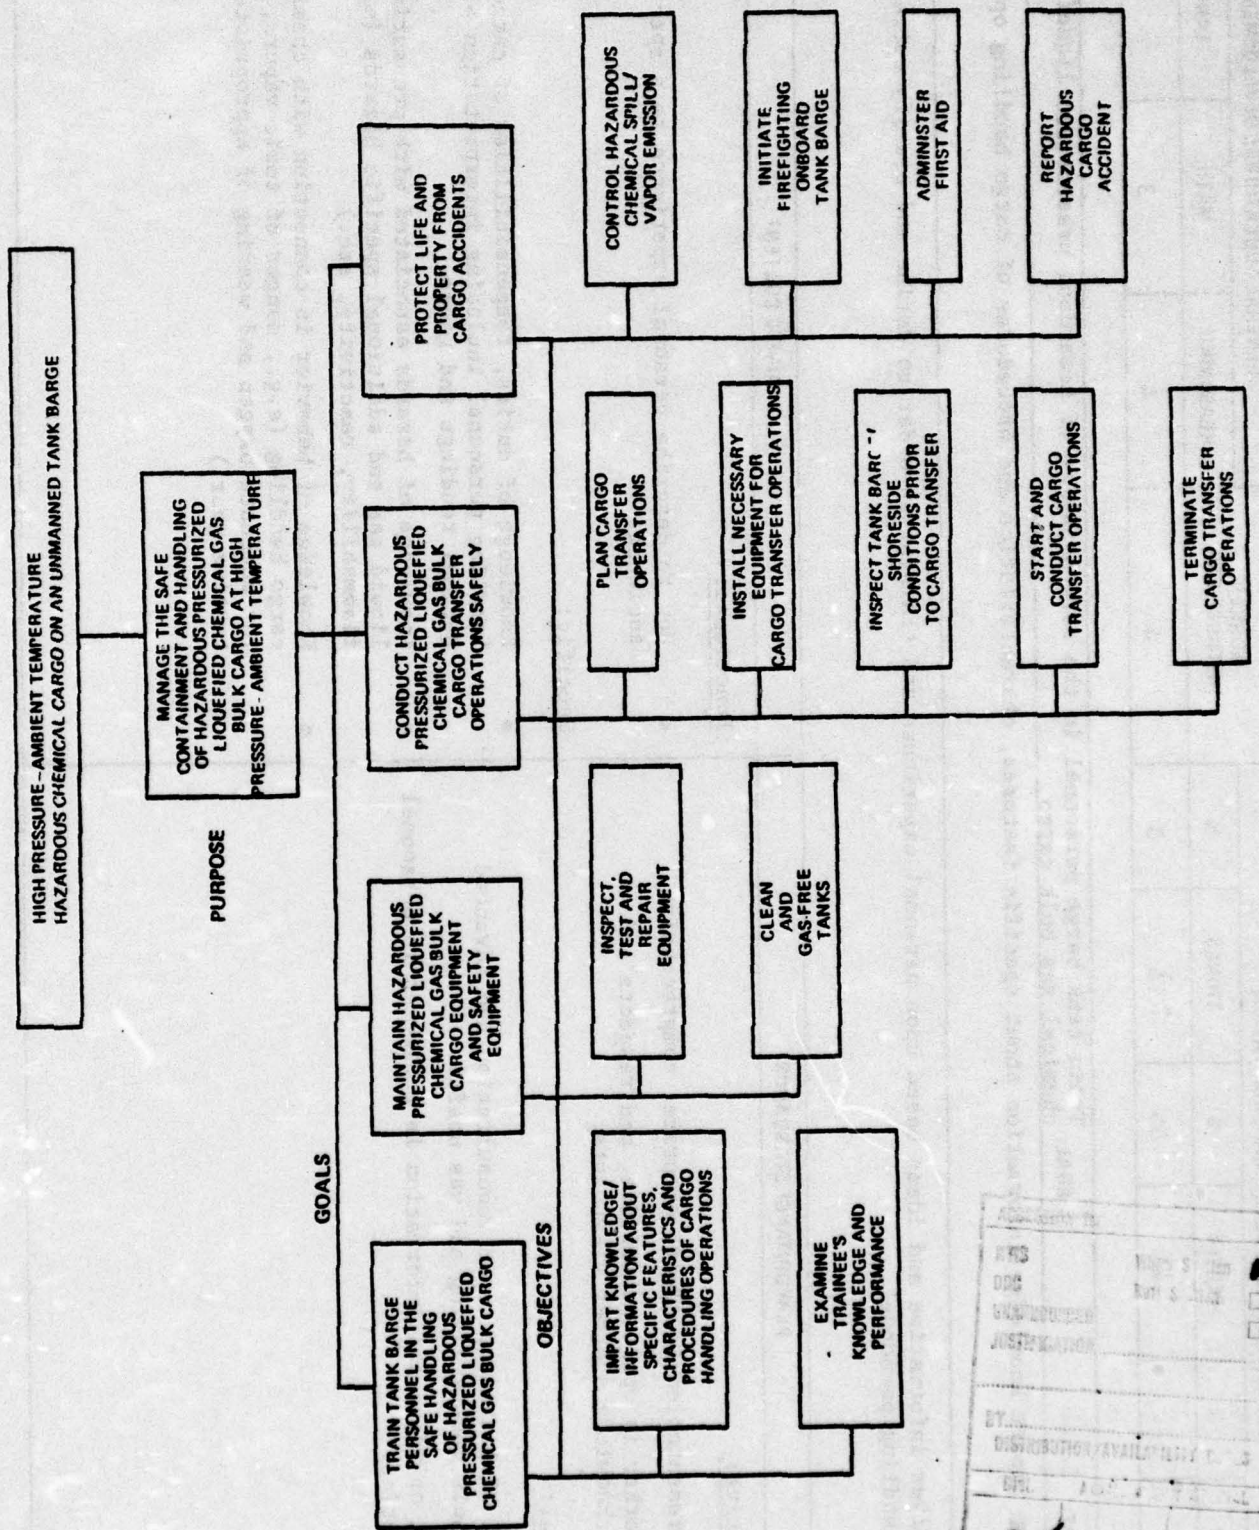 HIGH PRESSURE-AMBIENT TEMPERATURE
HAZARDOUS CHEMICAL CARGO ON AN UMANNED TANK BARGE
PURPOSE
MANAGE THE SAFE
CONTAINMENT AND HANDLING
OF HAZARDOUS PRESSURIZED
LIQUEFIED CHEMICAL GAS
BULK CARGO AT HIGH
PRESSURE-AMBIENT TEMPERATURE
GOALS
TRAIN TANK BARGE
PERSONNEL IN THE
SAFE HANDLING
OF HAZARDOUS
PRESSURIZED LIQUEFIED
CHEMICAL GAS BULK CARGO
MAINTAIN HAZARDOUS
PRESSURIZED LIQUEFIED
CHEMICAL GAS BULK
CARGO EQUIPMENT
AND SAFETY
EQUIPMENT
CONDUCT HAZARDOUS
PRESSURIZED LIQUEFIED
CHEMICAL GAS BULK
CARGO TRANSFER
OPERATIONS SAFELY
PROTECT LIFE AND
PROPERTY FROM
CARGO ACCIDENTS
OBJECTIVES
IMPART KNOWLEDGE/
INFORMATION ABOUT
SPECIFIC FEATURES,
CHARACTERISTICS AND
PROCEDURES OF CARGO
HANDLING OPERATIONS
EXAMINE
TRAINEE'S
KNOWLEDGE AND
PERFORMANCE
INSPECT,
TEST AND
REPAIR
EQUIPMENT
CLEAN
AND
GAS-FREE
TANKS
PLAN CARGO
TRANSFER
OPERATIONS
INSTALL NECESSARY
EQUIPMENT FOR
CARGO TRANSFER OPERATIONS
INSPECT TANK
SHORESIDE
CONDITIONS PRIOR
TO CARGO TRANSFER
START AND
CONDUCT CARGO
TRANSFER OPERATIONS
TERMINATE
CARGO TRANSFER
OPERATIONS
CONTROL HAZARDOUS
CHEMICAL SPILL/
VAPOR EMISSION
INITIATE
FIREFIGHTING
ONBOARD
TANK BARGE
ADMINISTER
FIRST AID
REPORT
HAZARDOUS
CARGO
ACCIDENT